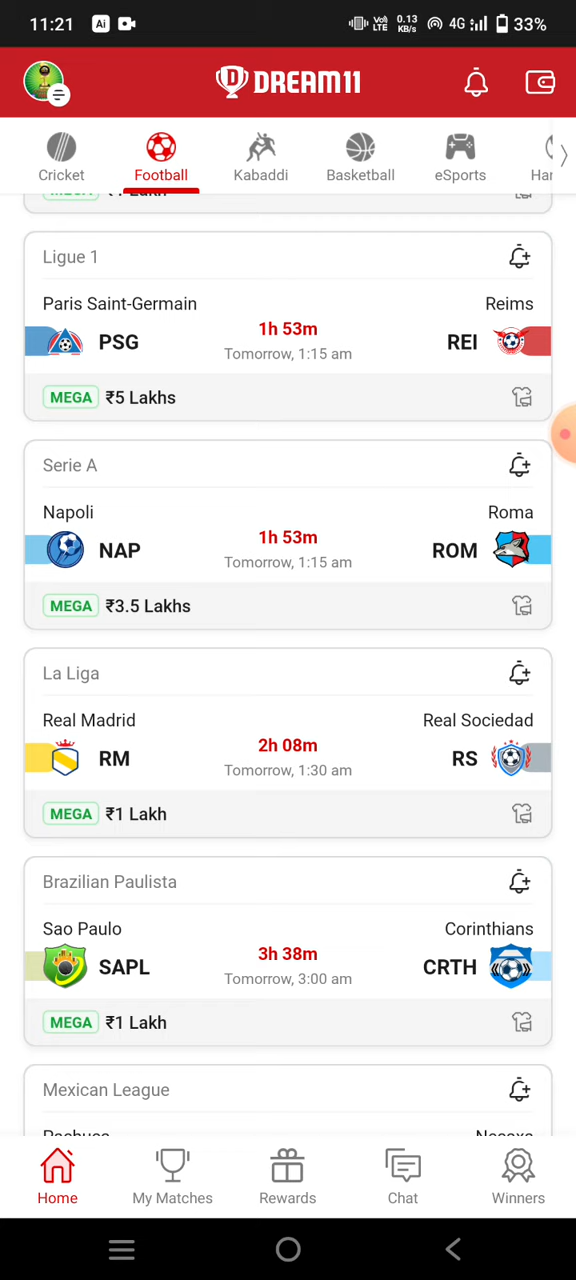 11:21 Ai Vo) LTE 0.13 KB/s 4G 33%
DREAM11
Cricket Football Kabaddi Basketball eSports Har
Ligue 1
Paris Saint-Germain Reims
PSG 1h 53m REI
Tomorrow, 1:15 am
MEGA ₹5 Lakhs
Serie A
Napoli Roma
NAP 1h 53m ROM
Tomorrow, 1:15 am
MEGA ₹3.5 Lakhs
La Liga
Real Madrid Real Sociedad
RM 2h 08m RS
Tomorrow, 1:30 am
MEGA ₹1 Lakh
Brazilian Paulista
Sao Paulo Corinthians
SAPL 3h 38m CRTH
Tomorrow, 3:00 am
MEGA ₹1 Lakh
Mexican League
Home My Matches Rewards Chat Winners